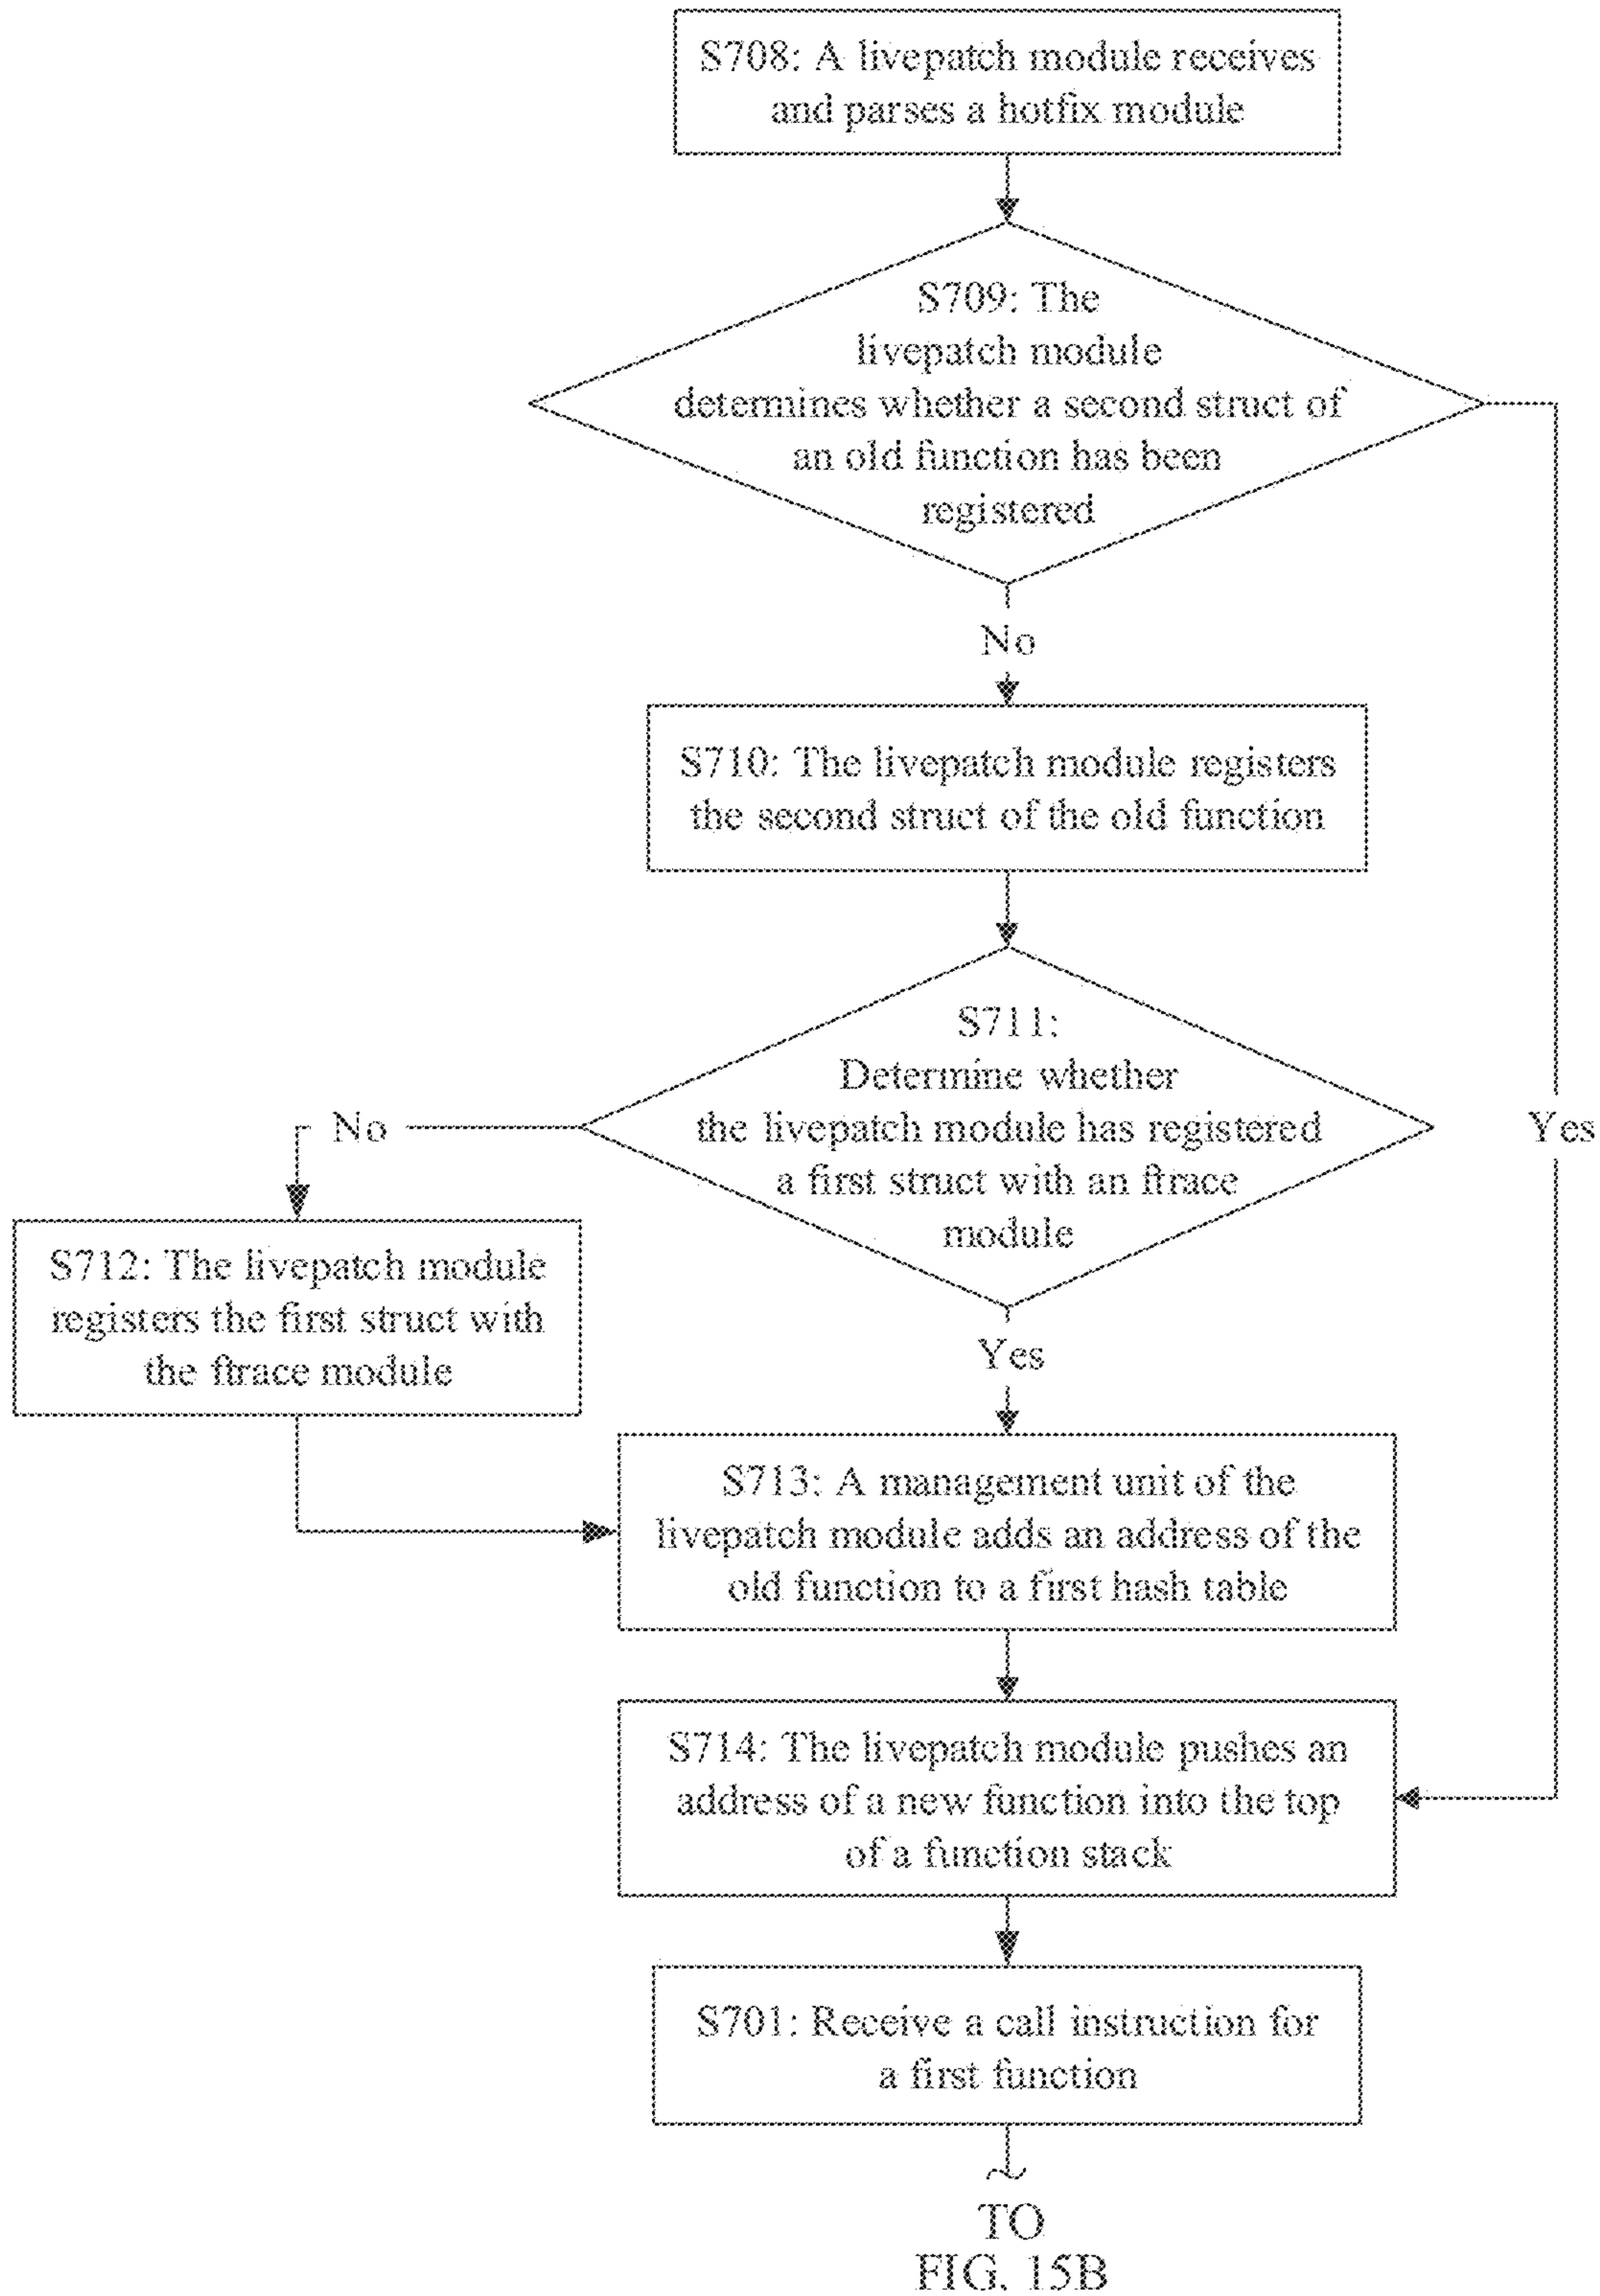 S708: A livepatch module receives
and parses a hotfix module
S709: The
livepatch module
determines whether a second struct of
an old function has been
registered
No
S710: The livepatch module registers
the second struct of the old function
S711:
Determine whether
the livepatch module has registered
a first struct with an ftrace
module
No
Yes
S712: The livepatch module
registers the first struct with
the ftrace module
Yes
S713: A management unit of the
livepatch module adds an address of the
old function to a first hash table
S714: The livepatch module pushes an
address of a new function into the top
of a function stack
S701: Receive a call instruction for
a first function
TO
FIG. 15B